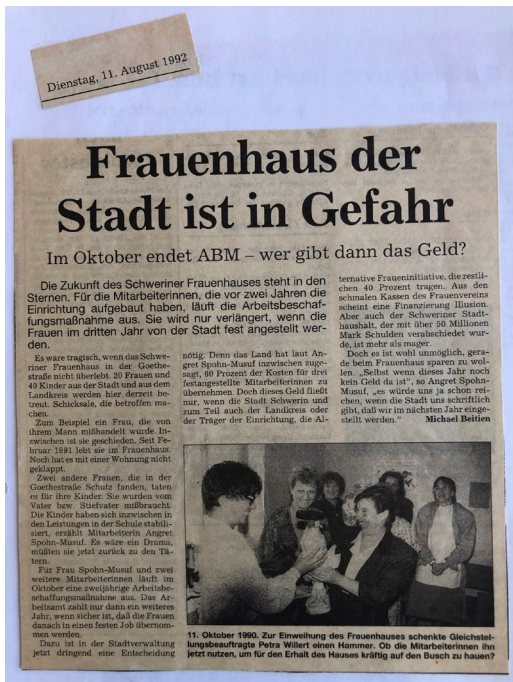 Dienstag, 11. August 1992
Frauenhaus der
Stadt ist in Gefahr
Im Oktober endet ABM – wer gibt dann das Geld?
Die Zukunft des Schweriner Frauenhauses steht in den
Sternen. Für die Mitarbeiterinnen, die vor zwei Jahren die
Einrichtung aufgebaut haben, läuft die Arbeitsbeschaf-
fungsmaßnahme aus. Sie wird nur verlängert, wenn die
Frauen im dritten Jahr von der Stadt fest angestellt wer-
den.
Es wäre tragisch, wenn das Schwe-
riner Frauenhaus in der Goethe-
straße nicht überlebt. 20 Frauen und
49 Kinder aus der Stadt und aus dem
Landkreis werden hier derzeit be-
treut. Schicksale, die betroffen ma-
chen.
Zum Beispiel ein Frau, die von
ihrem Mann mißhandelt wurde. In-
zwischen ist sie geschieden. Seit Fe-
bruar 1991 lebt sie im Frauenhaus.
Noch hat es mit einer Wohnung nicht
geklappt.
Zwei andere Frauen, die in der
Goethestraße Schutz fanden, taten
es für ihre Kinder. Sie wurden vom
Vater bzw. Stiefvater mißbraucht.
Die Kinder haben sich inzwischen in
den Leistungen in der Schule stabili-
siert, erzählt Mitarbeiterin Angret
Spohn-Musuf. Es wäre ein Drama,
müßten sie jetzt zurück zu den Tä-
tern.
Für Frau Spohn-Musuf und zwei
weitere Mitarbeiterinnen läuft im
Oktober eine zweijährige Arbeitsbe-
schaffungsmaßnahme aus. Das Ar-
beitsamt zahlt nur dann ein weiteres
Jahr, wenn sicher ist, daß die Frauen
danach in einen festen Job übernom-
men werden.
Dazu ist in der Stadtverwaltung
jetzt dringend eine Entscheidung
nötig. Denn das Land hat laut An-
gret Spohn-Musuf inzwischen zuge-
sagt, 60 Prozent der Kosten für drei
festangestellte Mitarbeiterinnen zu
übernehmen. Doch dieses Geld fließt
nur, wenn die Stadt Schwerin und
zum Teil auch der Landkreis oder
der Träger der Einrichtung, die Al-
ternative Fraueninitiative, die restli-
chen 40 Prozent tragen. Aus den
schmalen Kassen des Frauenvereins
scheint eine Finanzierung Illusion.
Aber auch der Schweriner Stadt-
haushalt, der mit über 50 Millionen
Mark Schulden verabschiedet wur-
de, ist mehr als mager.
Doch es ist wohl unmöglich, gera-
de beim Frauenhaus sparen zu wol-
len. „Selbst wenn dieses Jahr noch
kein Geld da ist", so Angret Spohn-
Musuf, „es würde uns ja schon rei-
chen, wenn die Stadt uns schriftlich
gibt, daß wir im nächsten Jahr einge-
stellt werden." Michael Beitien
11. Oktober 1990. Zur Einweihung des Frauenhauses schenkte Gleichstel-
lungsbeauftragte Petra Willert einen Hammer. Ob die Mitarbeiterinnen ihn
jetzt nutzen, um für den Erhalt des Hauses kräftig auf den Busch zu hauen?